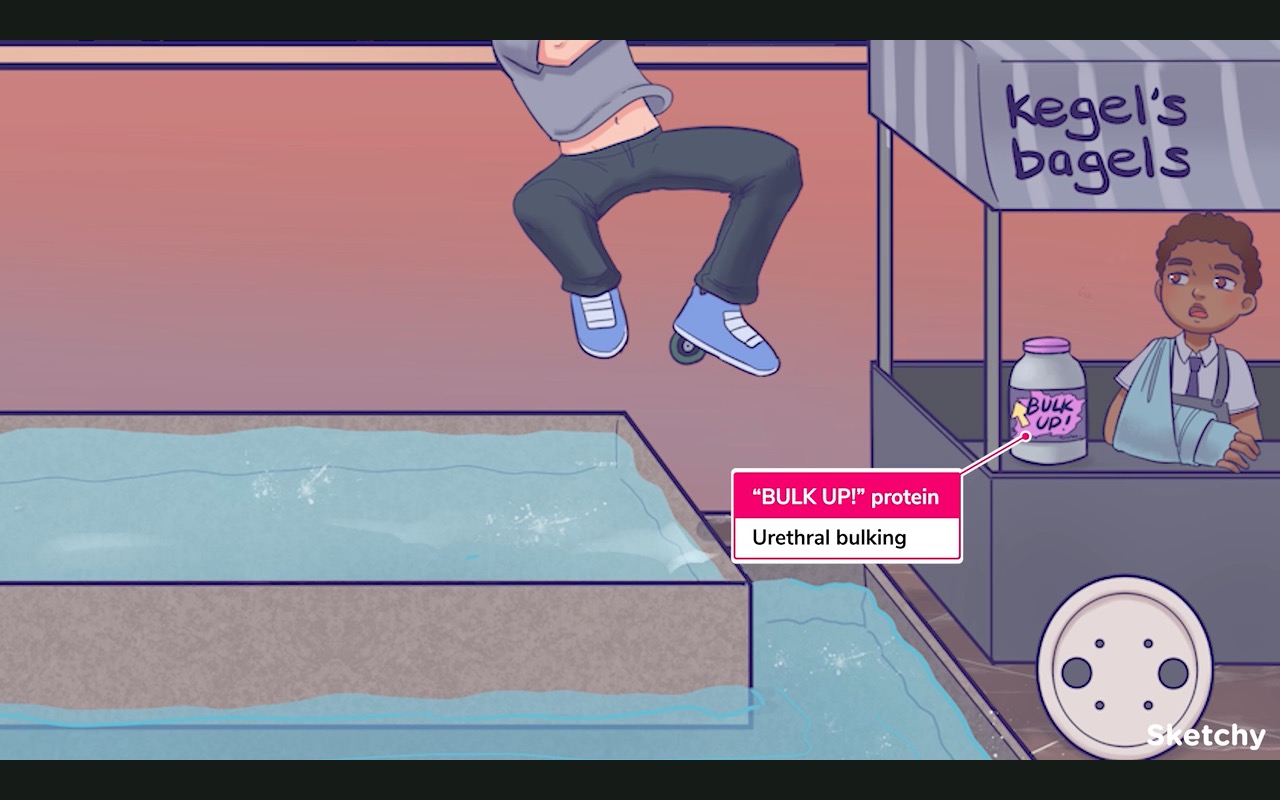 kegel's
bagels
BULK
UP!
“BULK UP!” protein
Urethral bulking
Sketchy